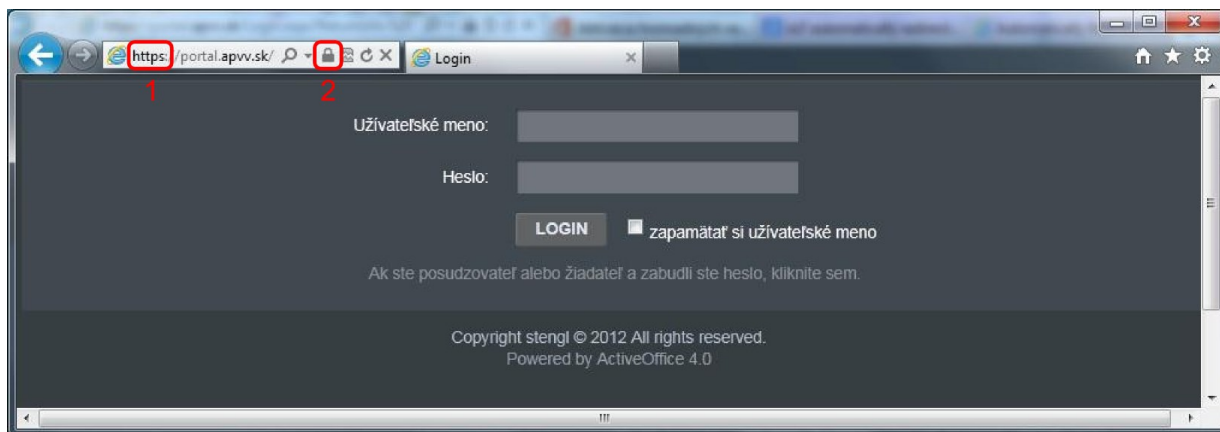 https://portal.apvv.sk/
Login
1
2
Užívateľské meno:
Heslo:
LOGIN
zapamätať si užívateľské meno
Ak ste posudzovateľ alebo žiadateľ a zabudli ste heslo, kliknite sem.
Copyright stengl © 2012 All rights reserved.
Powered by ActiveOffice 4.0